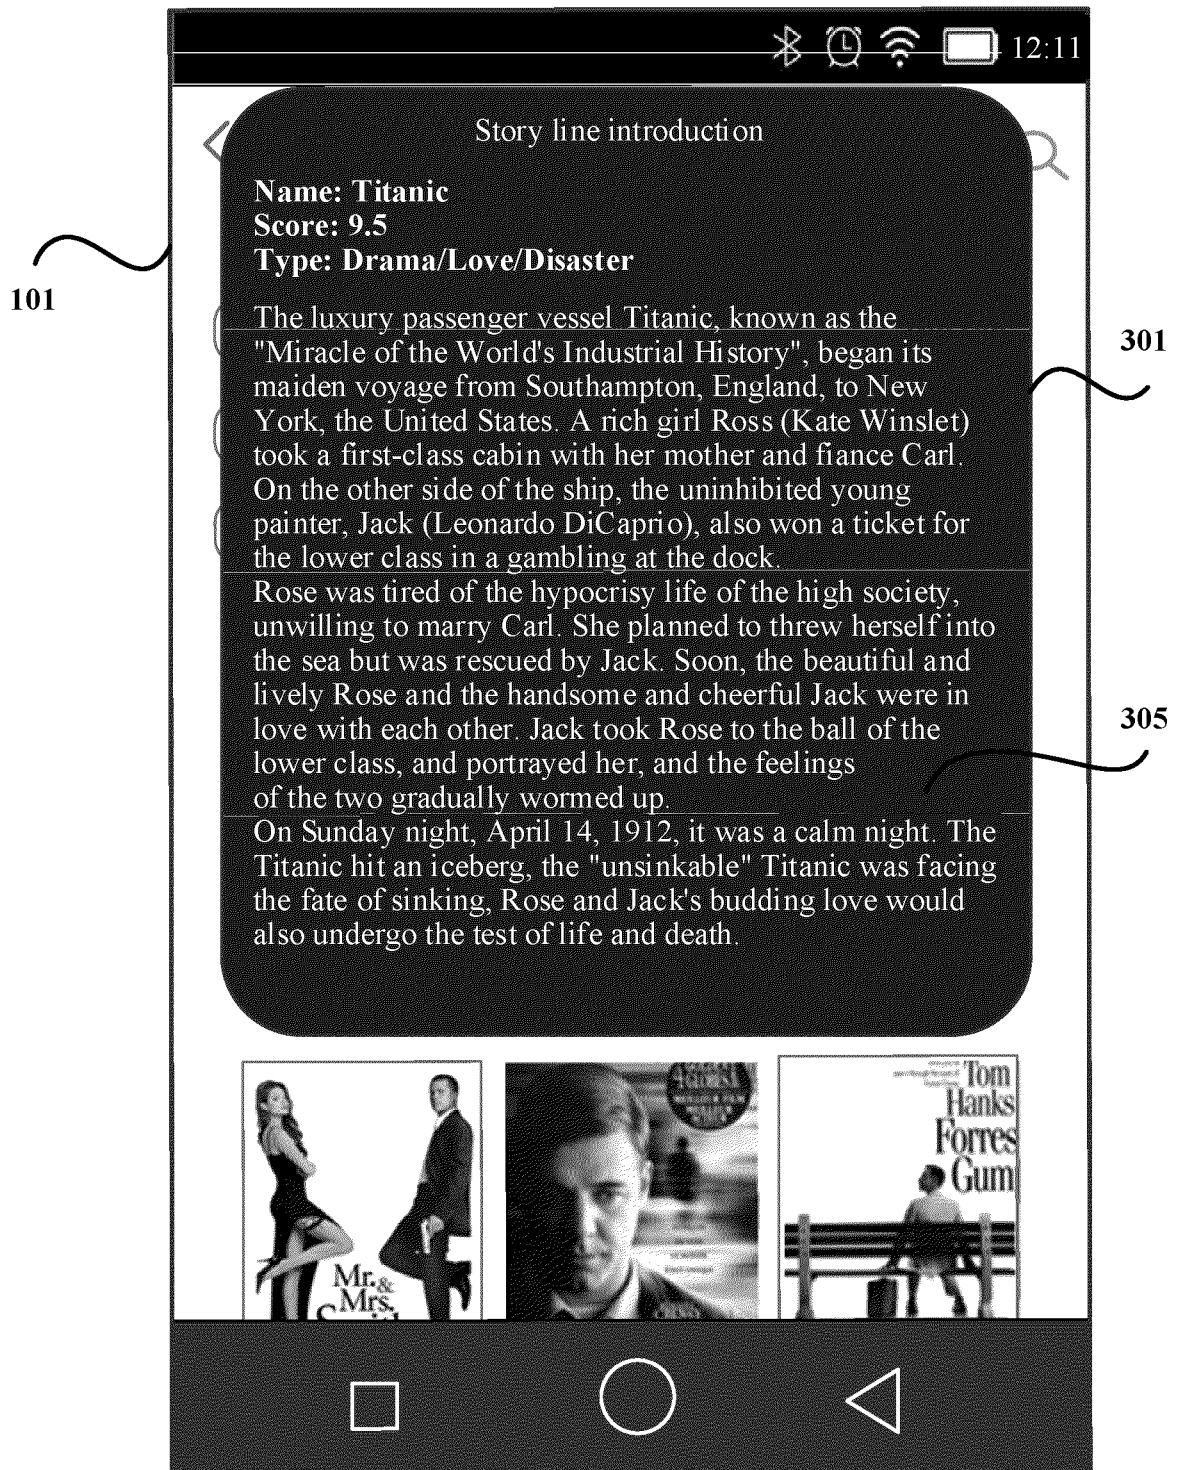 12:11
Story line introduction
Name: Titanic
Score: 9.5
Type: Drama/Love/Disaster
101
The luxury passenger vessel Titanic, known as the
"Miracle of the World's Industrial History", began its
301
maiden voyage from Southampton, England, to New
York, the United States. A rich girl Ross (Kate Winslet)
took a first-class cabin with her mother and fiance Carl.
On the other side of the ship, the uninhibited young
painter, Jack (Leonardo DiCaprio), also won a ticket for
the lower class in a gambling at the dock.
Rose was tired of the hypocrisy life of the high society,
unwilling to marry Carl. She planned to threw herself into
the sea but was rescued by Jack. Soon, the beautiful and
lively Rose and the handsome and cheerful Jack were in
love with each other. Jack took Rose to the ball of the
305
lower class, and portrayed her, and the feelings
of the two gradually wormed up.
On Sunday night, April 14, 1912, it was a calm night. The
Titanic hit an iceberg, the "unsinkable" Titanic was facing
the fate of sinking, Rose and Jack's budding love would
also undergo the test of life and death.
Tom
Hanks
Forres
Gum
Mr. &
Mrs.